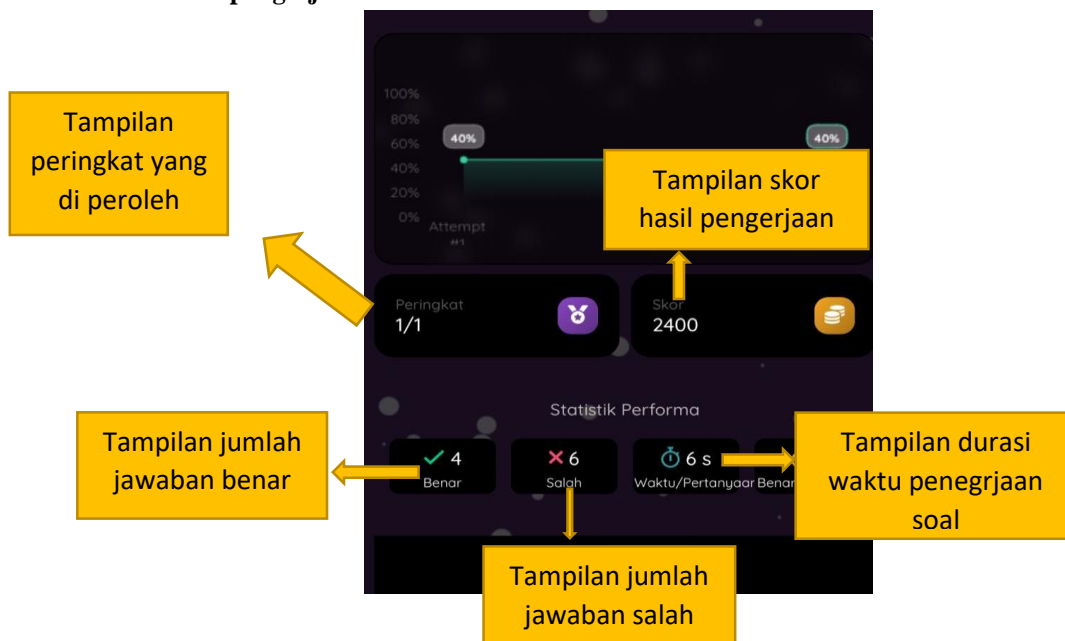 100%
80%
60%
40%
20%
0%
40%
40%
Attempt
#1
Tampilan
peringkat yang
di peroleh
Tampilan skor
hasil pengerjaan
Peringkat
1/1
Skor
2400
Statistik Performa
Tampilan jumlah
jawaban benar
4
Benar
6
Salah
6 s
Waktu/Pertanyaar
Benar
Tampilan durasi
waktu penegrjaan
soal
Tampilan jumlah
jawaban salah